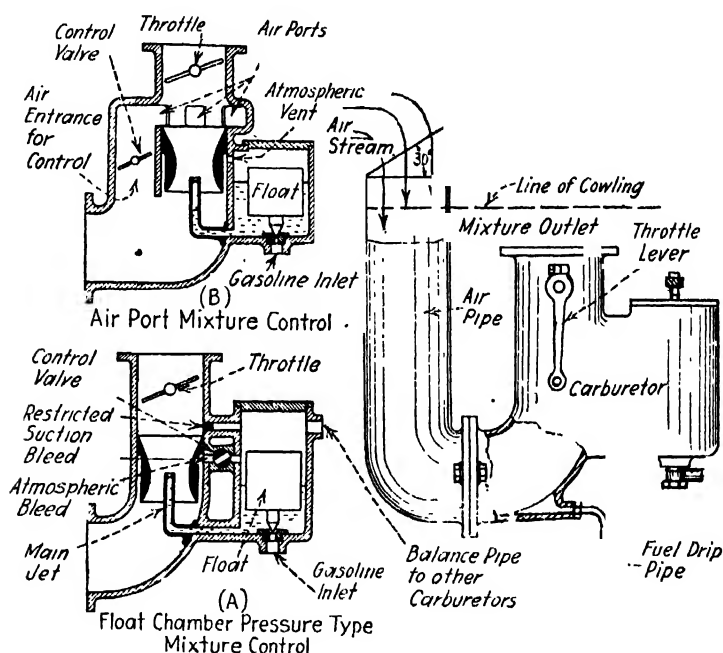 Throttle
Air Ports
Control
Valve
Air
Entrance
for
Control
Atmospheric
Vent
Float
Gasoline Inlet
(B)
Air Port Mixture Control
Air
Stream
30°
Line of Cowling
Mixture Outlet
Throttle
Lever
Air
Pipe
Carburetor
Control
Valve
Throttle
Restricted
Suction
Bleed
Atmospheric
Bleed
Main
Jet
Float
Gasoline
Inlet
Balance Pipe
to other
Carburetors
Fuel Drip
Pipe
(A)
Float Chamber Pressure Type
Mixture Control